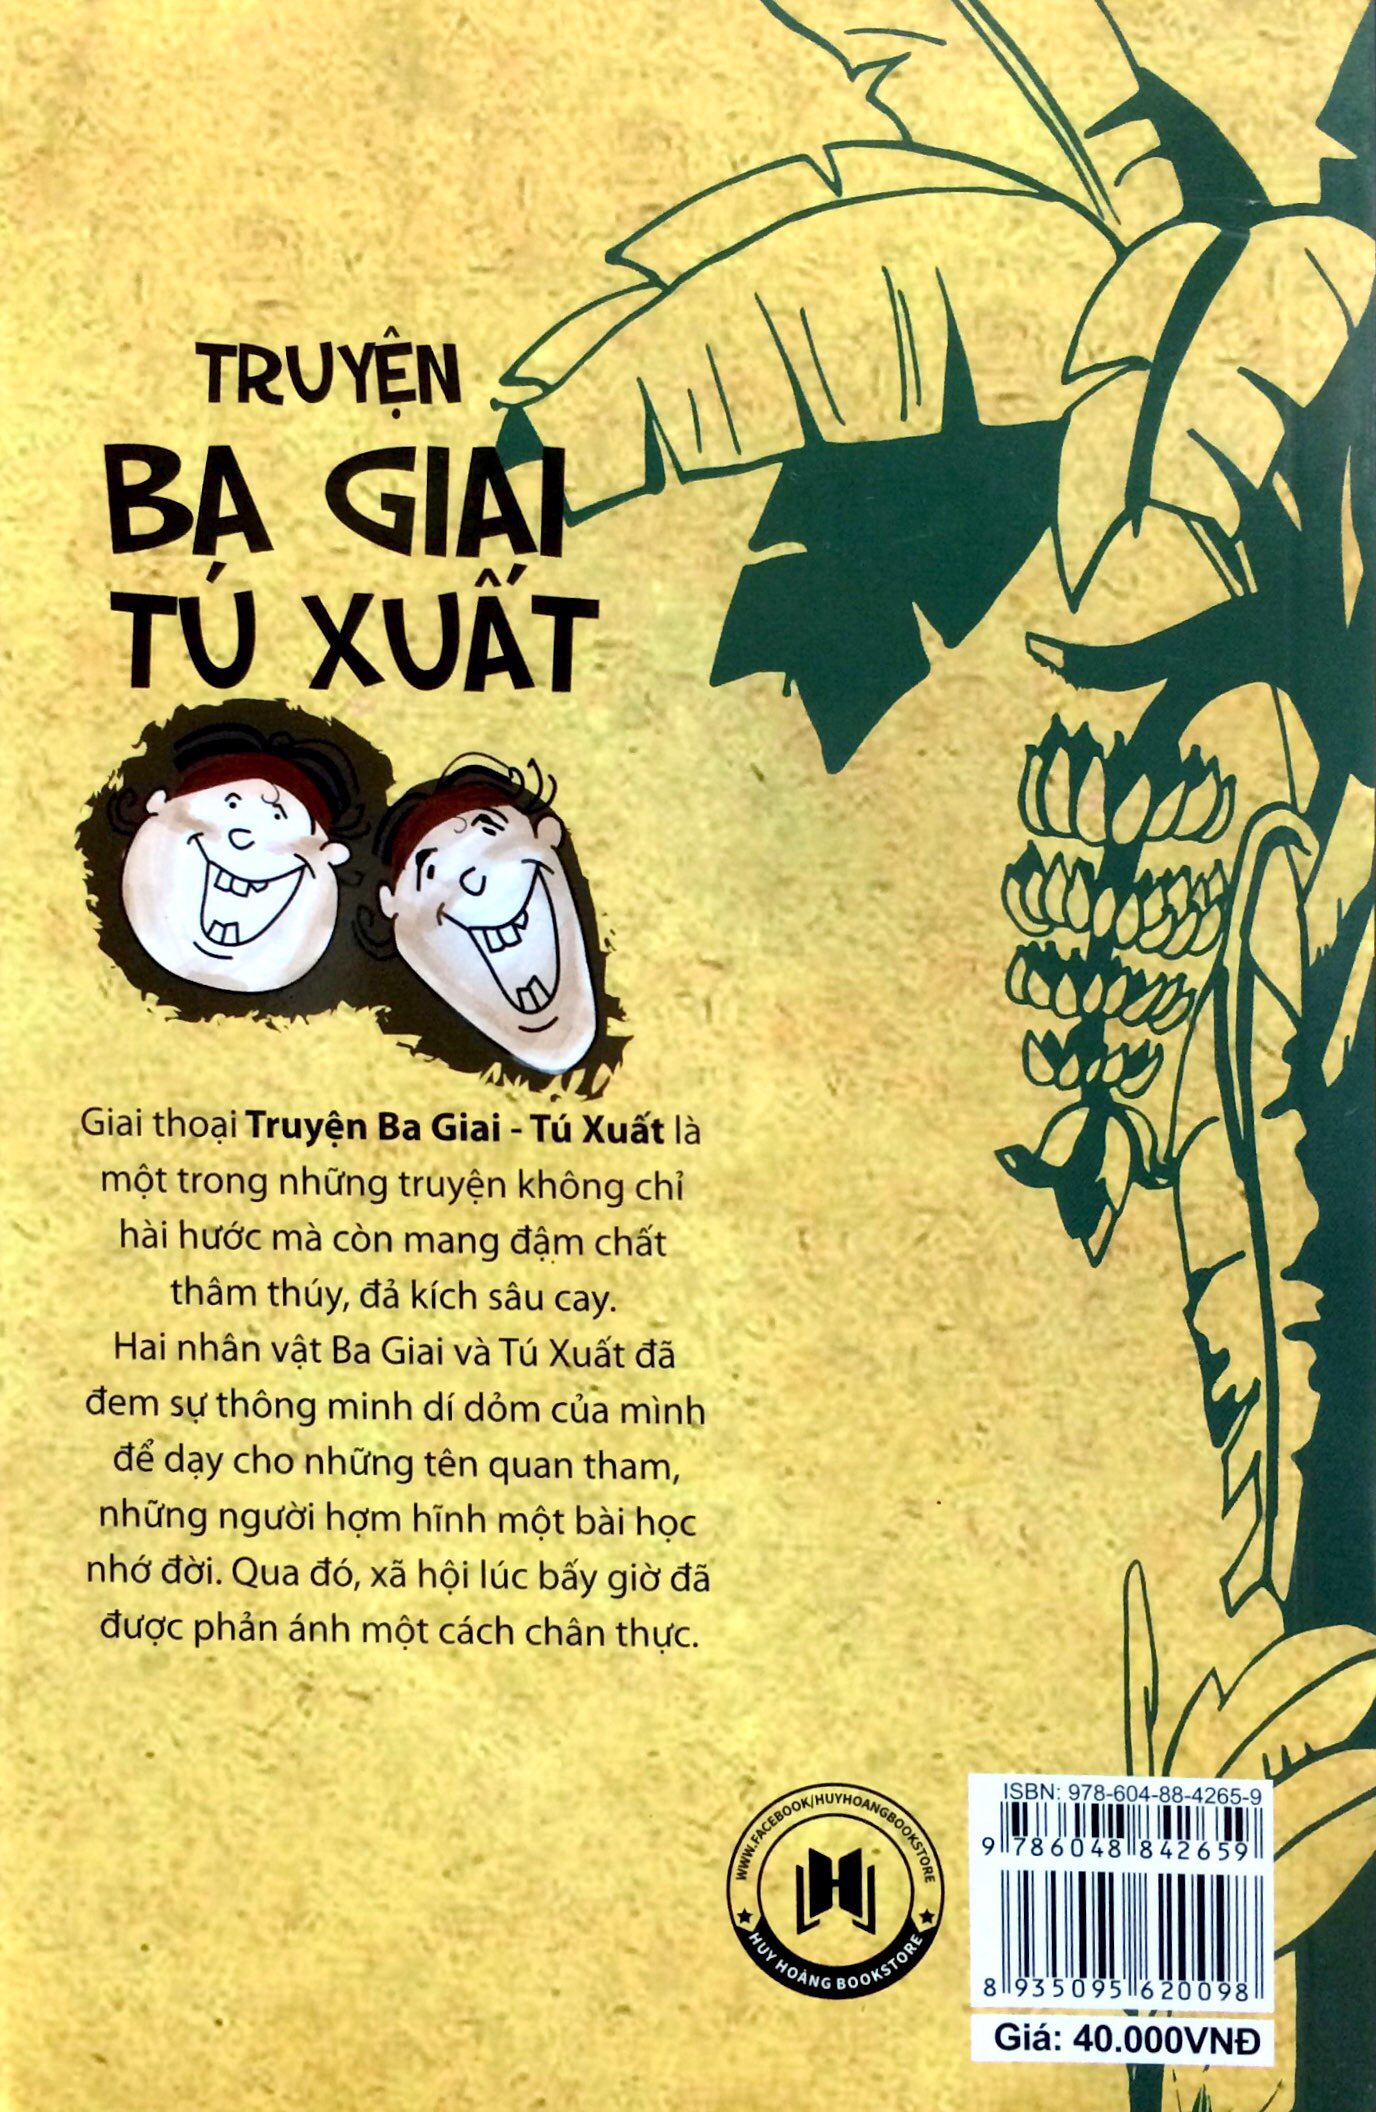 TRUYỆN
BA GIAI
TÚ XUẤT
Giai thoại Truyện Ba Giai - Tú Xuất là
một trong những truyện không chỉ
hài hước mà còn mang đậm chất
thâm thúy, đả kích sâu cay.
Hai nhân vật Ba Giai và Tú Xuất đã
đem sự thông minh dí dỏm của mình
để dạy cho những tên quan tham,
những người hợm hĩnh một bài học
nhớ đời. Qua đó, xã hội lúc bấy giờ đã
được phản ánh một cách chân thực.
WWW.FACEBOOK/HUYHOANGBOOKSTORE
HUY HOÀNG BOOKSTORE
ISBN: 978-604-88-4265-9
9 786048 842659
8 935095 620098
Giá: 40.000VNĐ